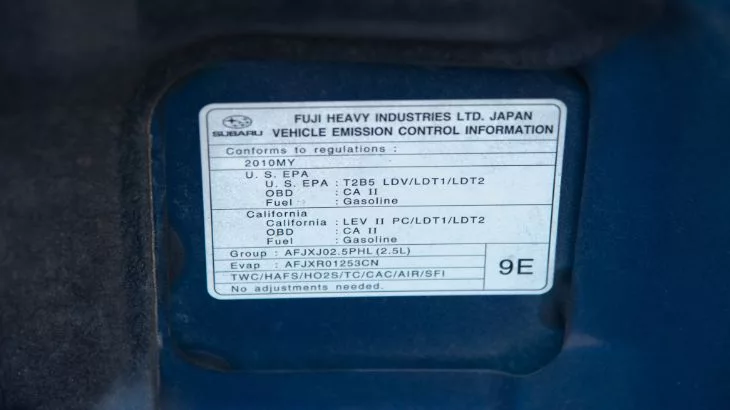 SUBARU
FUJI HEAVY INDUSTRIES LTD. JAPAN
VEHICLE EMISSION CONTROL INFORMATION
Conforms to regulations :
2010MY
U. S. EPA
U. S. EPA : T2B5 LDV/LDT1/LDT2
OBD : CA II
Fuel : Gasoline
California
California : LEV II PC/LDT1/LDT2
OBD : CA II
Fuel : Gasoline
Group : AFJXJ02.5PHL (2.5L)
Evap : AFJXR01253CN
TWC/HAFS/HO2S/TC/CAC/AIR/SFI
No adjustments needed.
9E